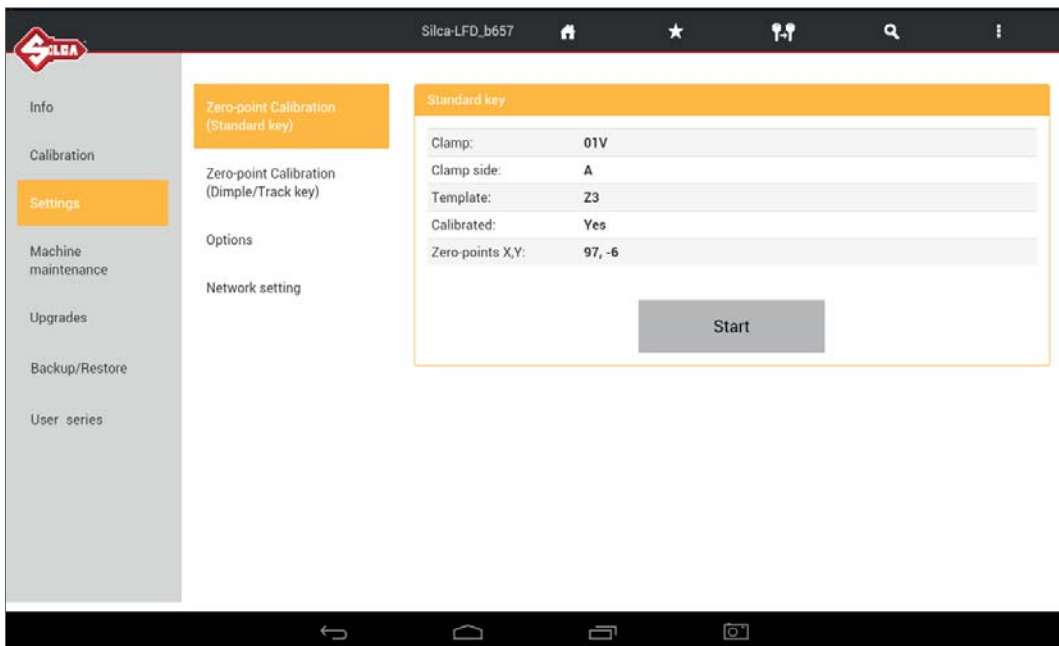 Silca-LFD_b657
SILCA
Info
Calibration
Settings
Machine
maintenance
Upgrades
Backup/Restore
User series
Zero-point Calibration
(Standard key)
Zero-point Calibration
(Dimple/Track key)
Options
Network setting
Standard key
Clamp: 01V
Clamp side: A
Template: Z3
Calibrated: Yes
Zero-points X,Y: 97, -6
Start